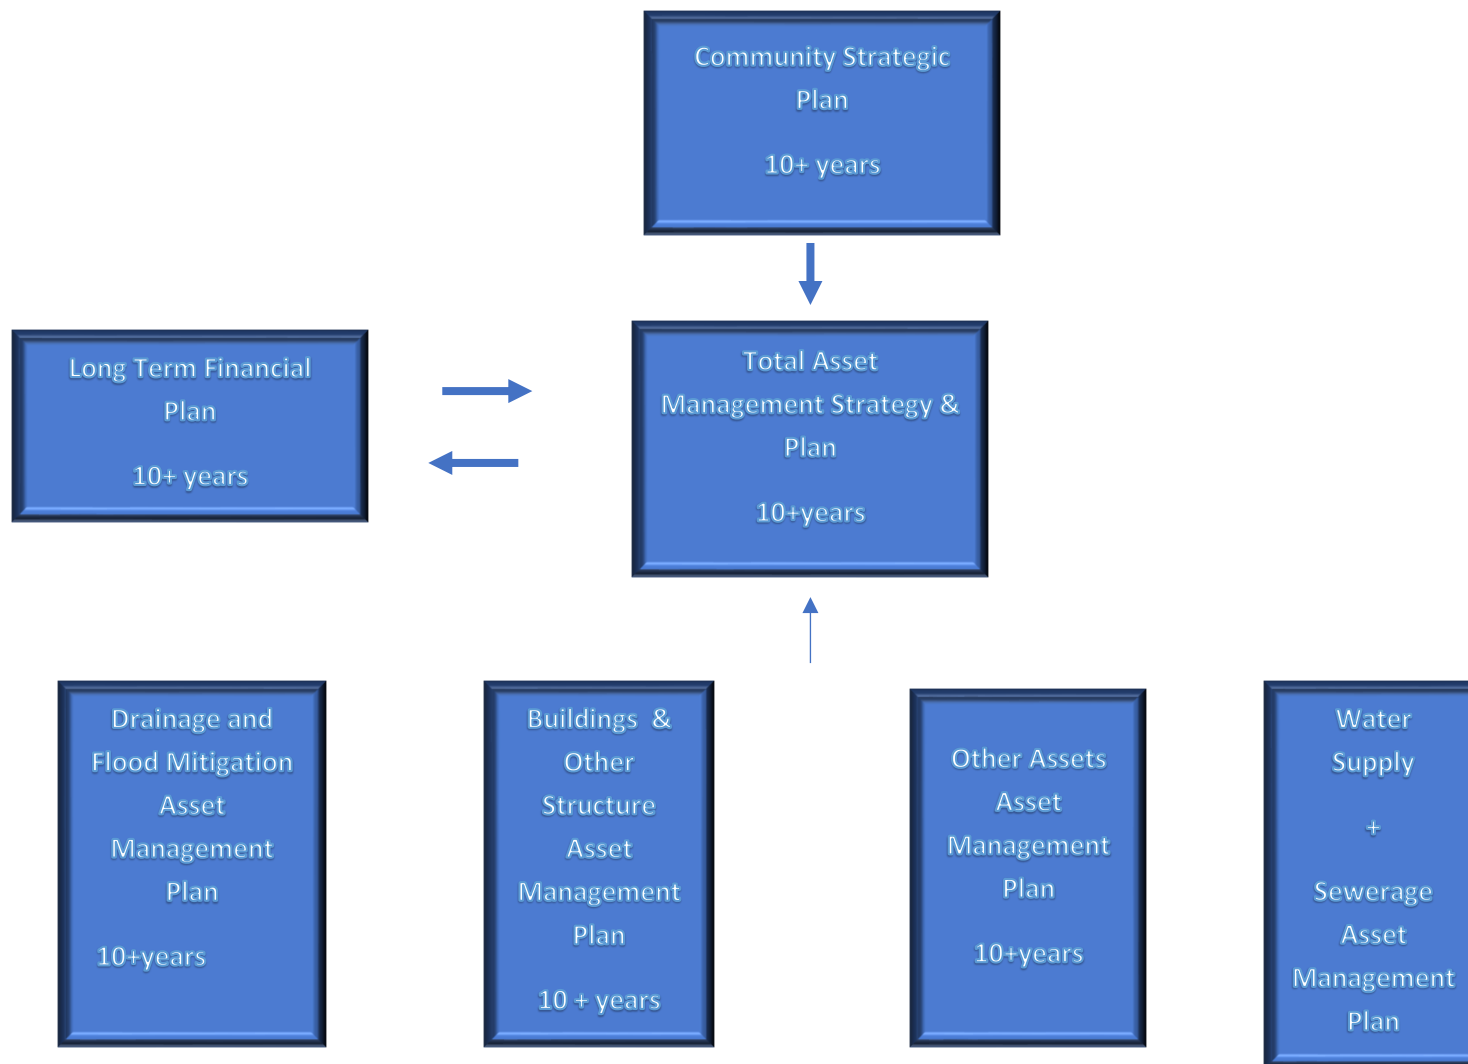 Community Strategic
Plan
10+ years
Long Term Financial
Plan
10+ years
Total Asset
Management Strategy &
Plan
10+years
Drainage and
Flood Mitigation
Asset
Management
Plan
10+years
Buildings & 
Other
Structure
Asset
Management
Plan
10 + years
Other Assets
Asset
Management
Plan
10+years
Water
Supply
+
Sewerage
Asset
Management
Plan